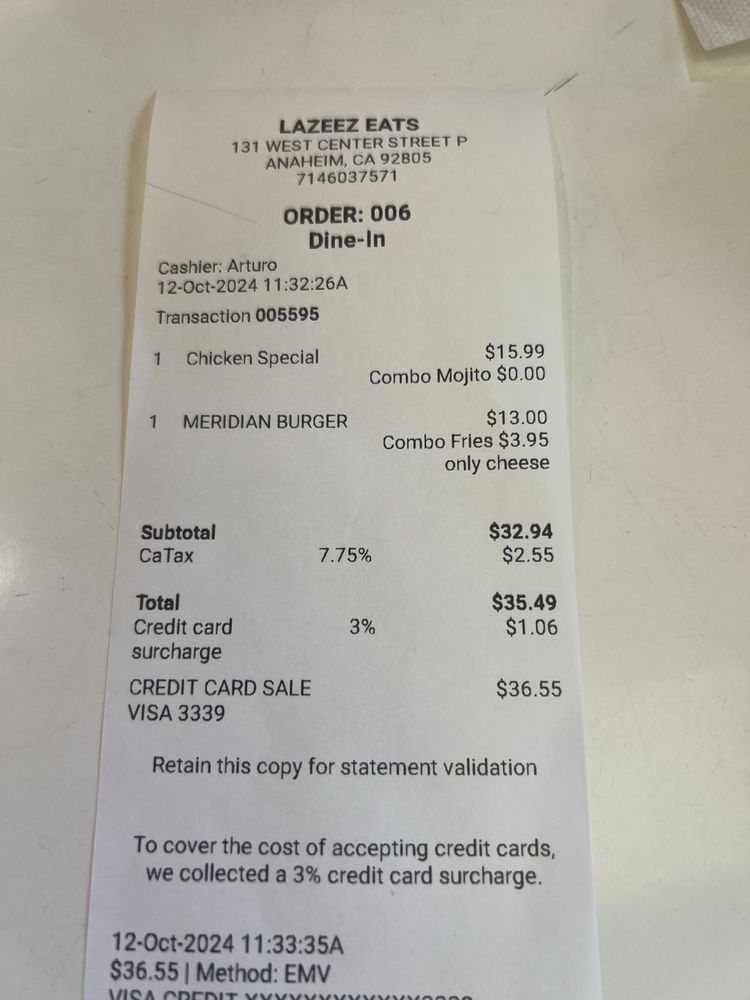 LAZEEZ EATS
131 WEST CENTER STREET P
ANAHEIM, CA 92805
7146037571
ORDER: 006
Dine-In
Cashier: Arturo
12-Oct-2024 11:32:26A
Transaction 005595
1 Chicken Special $15.99
Combo Mojito $0.00
1 MERIDIAN BURGER $13.00
Combo Fries $3.95
only cheese
Subtotal $32.94
CaTax 7.75% $2.55
Total $35.49
Credit card 3% $1.06
surcharge
CREDIT CARD SALE $36.55
VISA 3339
Retain this copy for statement validation
To cover the cost of accepting credit cards,
we collected a 3% credit card surcharge.
12-Oct-2024 11:33:35A
$36.55 | Method: EMV
VISA CREDIT